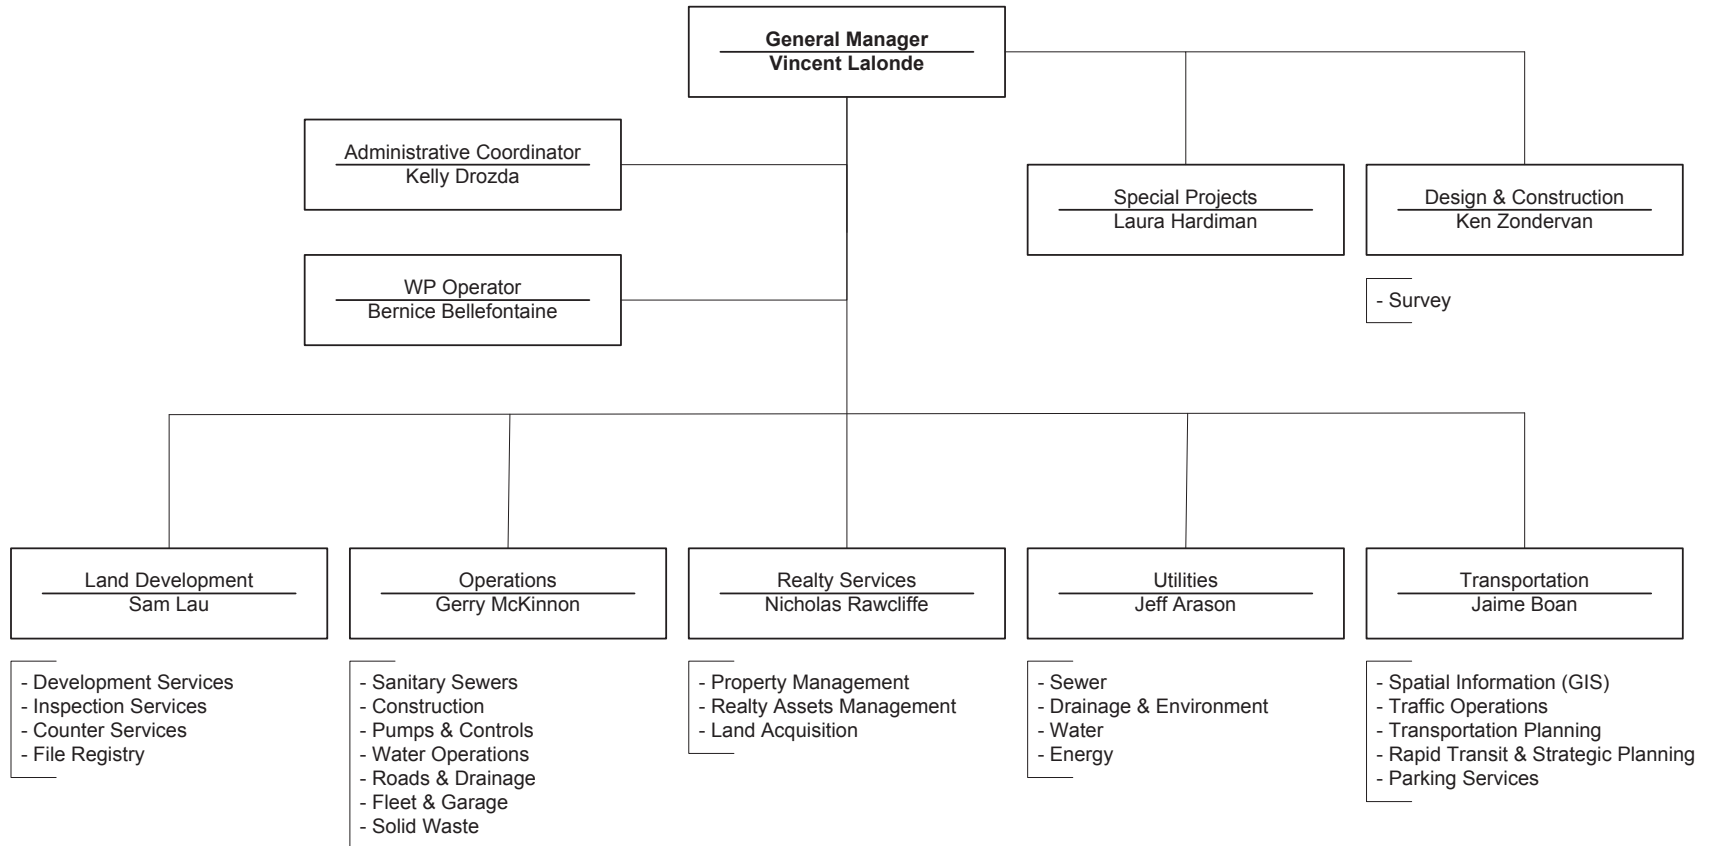 General Manager
Vincent Lalonde
Administrative Coordinator
Kelly Drozda
Special Projects
Laura Hardiman
Design & Construction
Ken Zondervan
WP Operator
Bernice Bellefontaine
- Survey
Land Development
Sam Lau
- Development Services
- Inspection Services
- Counter Services
- File Registry
Operations
Gerry McKinnon
- Sanitary Sewers
- Construction
- Pumps & Controls
- Water Operations
- Roads & Drainage
- Fleet & Garage
- Solid Waste
Realty Services
Nicholas Rawcliffe
- Property Management
- Realty Assets Management
- Land Acquisition
Utilities
Jeff Arason
- Sewer
- Drainage & Environment
- Water
- Energy
Transportation
Jaime Boan
- Spatial Information (GIS)
- Traffic Operations
- Transportation Planning
- Rapid Transit & Strategic Planning
- Parking Services